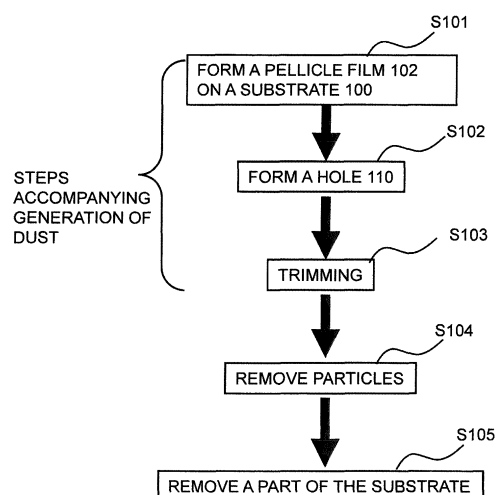 S101
FORM A PELLICLE FILM 102
ON A SUBSTRATE 100
S102
FORM A HOLE 110
STEPS
ACCOMPANYING
GENERATION OF
DUST
S103
TRIMMING
S104
REMOVE PARTICLES
S105
REMOVE A PART OF THE SUBSTRATE